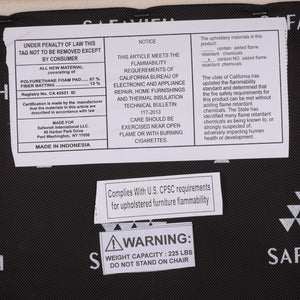 SAFAVIEH
UNDER PENALTY OF LAW THIS
TAG NOT TO BE REMOVED EXCEPT
BY CONSUMER
ALL NEW MATERIAL
consisting of
POLYURETHANE FOAM PAD
FIBER BATTING 13 %
Registry No. CA 42531 ID
Certification is made by the manufacturer
that the materials in this article are
described in accordance with law.
MADE FOR
Safavieh International LLC.
40 Harbor Park Drive
Port Washington, NY 11050
MADE IN INDONESIA
NOTICE
THIS ARTICLE MEETS THE
FLAMMABILITY
REQUIREMENTS OF
CALIFORNIA BUREAU OF
ELECTRONIC AND APPLIANCE
REPAIR, HOME FURNISHINGS
AND THERMAL INSULATION
TECHNICAL BULLETIN
117-2013
CARE SHOULD BE
EXERCISED NEAR OPEN
FLAME OR WITH BURNING
CIGARETTES.
The upholstery materials in this
product:
contain added flame
retardant chemicals
x contain NO added flame
retardant chemicals
The state of California has
updated the flammability
standard and determined that
the fire safety requirements for
this product can be met without
adding flame retardant
chemicals. The state has
identified many flame retardant
chemicals as being known to,
or strongly suspected of,
adversely impacting human
health or development.
Complies With U.S. CPSC requirements
for upholstered furniture flammability
WARNING:
WEIGHT CAPACITY : 225 LBS
DO NOT STAND ON CHAIR
SAFA
SAF